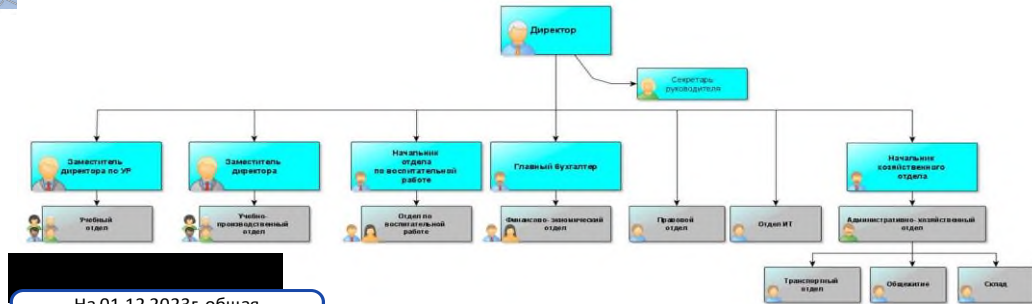 Директор
Секретарь
руководителя
Заместитель
директора по УР
Заместитель
директора
Начальник
отдела
по воспитательной
работе
Главный бухгалтер
Начальник
хозяйственного
отдела
Учебный
отдел
Учебно-
производственный
отдел
Отдел по
воспитательной
работе
Финансово- экономический
отдел
Правовой
отдел
Отдел ИТ
Административно- хозяйственный
отдел
Транспортный
отдел
Общежитие
Склад
На 01.12.2023г. общая